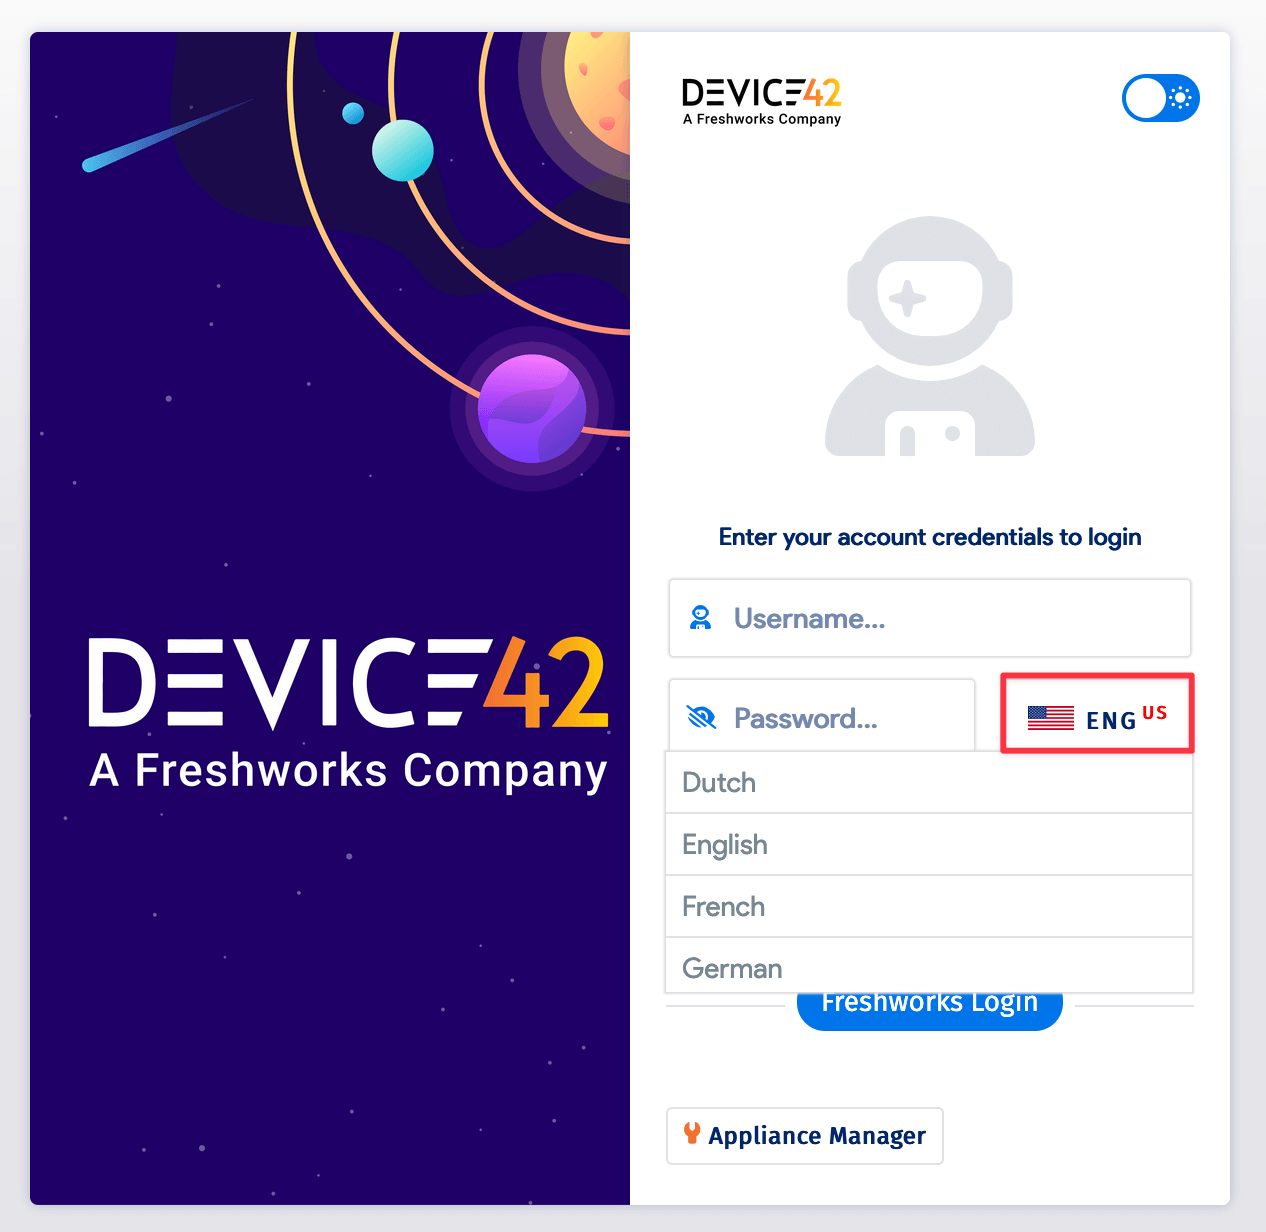 DEVICE42
A Freshworks Company
DEVICE42
A Freshworks Company
Enter your account credentials to login
Username...
Password...
ENG US
Dutch
English
French
German
Freshworks Login
Appliance Manager